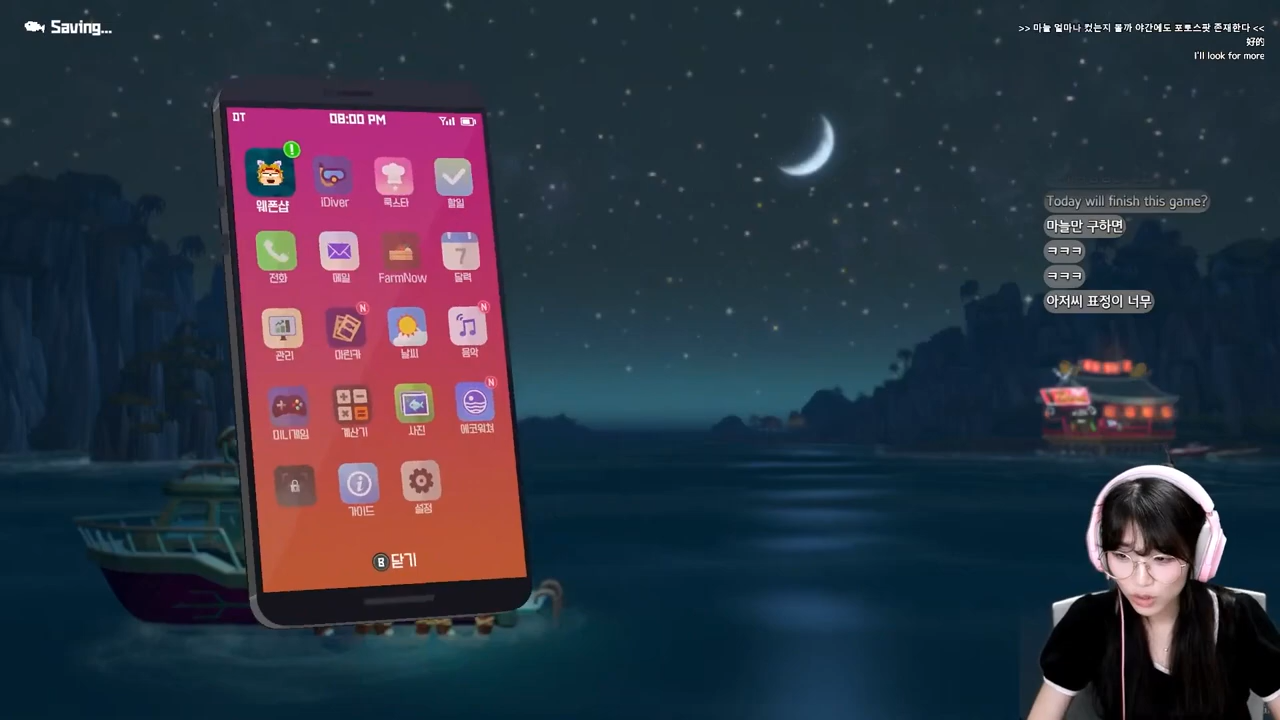 Saving...
>> 마늘 얼마나 컸는지 볼까 야간에도 포토스팟 존재한다 <<
好的
I'll look for more
DT
08:00 PM
웨폰샵
iDiver
쿡스타
할일
전화
메일
FarmNow
7
달력
관리
N
마린카
날씨
N
음악
미니게임
계산기
사진
N
에코워쳐
가이드
설정
B 닫기
Today will finish this game?
마늘만 구하면
ㅋㅋㅋ
ㅋㅋㅋ
아저씨 표정이 너무